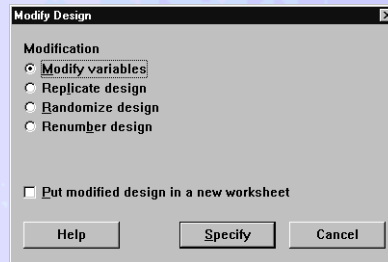 Modify Design
Modification
Modify variables
Replicate design
Randomize design
Renumber design
Put modified design in a new worksheet
Help Specify Cancel